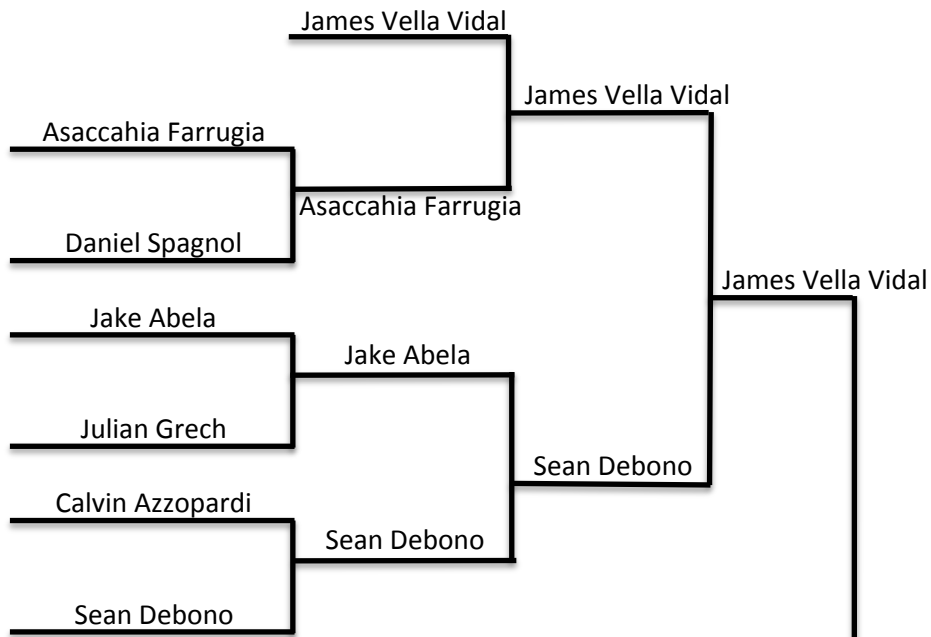 James Vella Vidal
James Vella Vidal
Asaccahia Farrugia
Asaccahia Farrugia
Daniel Spagnol
James Vella Vidal
Jake Abela
Jake Abela
Julian Grech
Sean Debono
Calvin Azzopardi
Sean Debono
Sean Debono